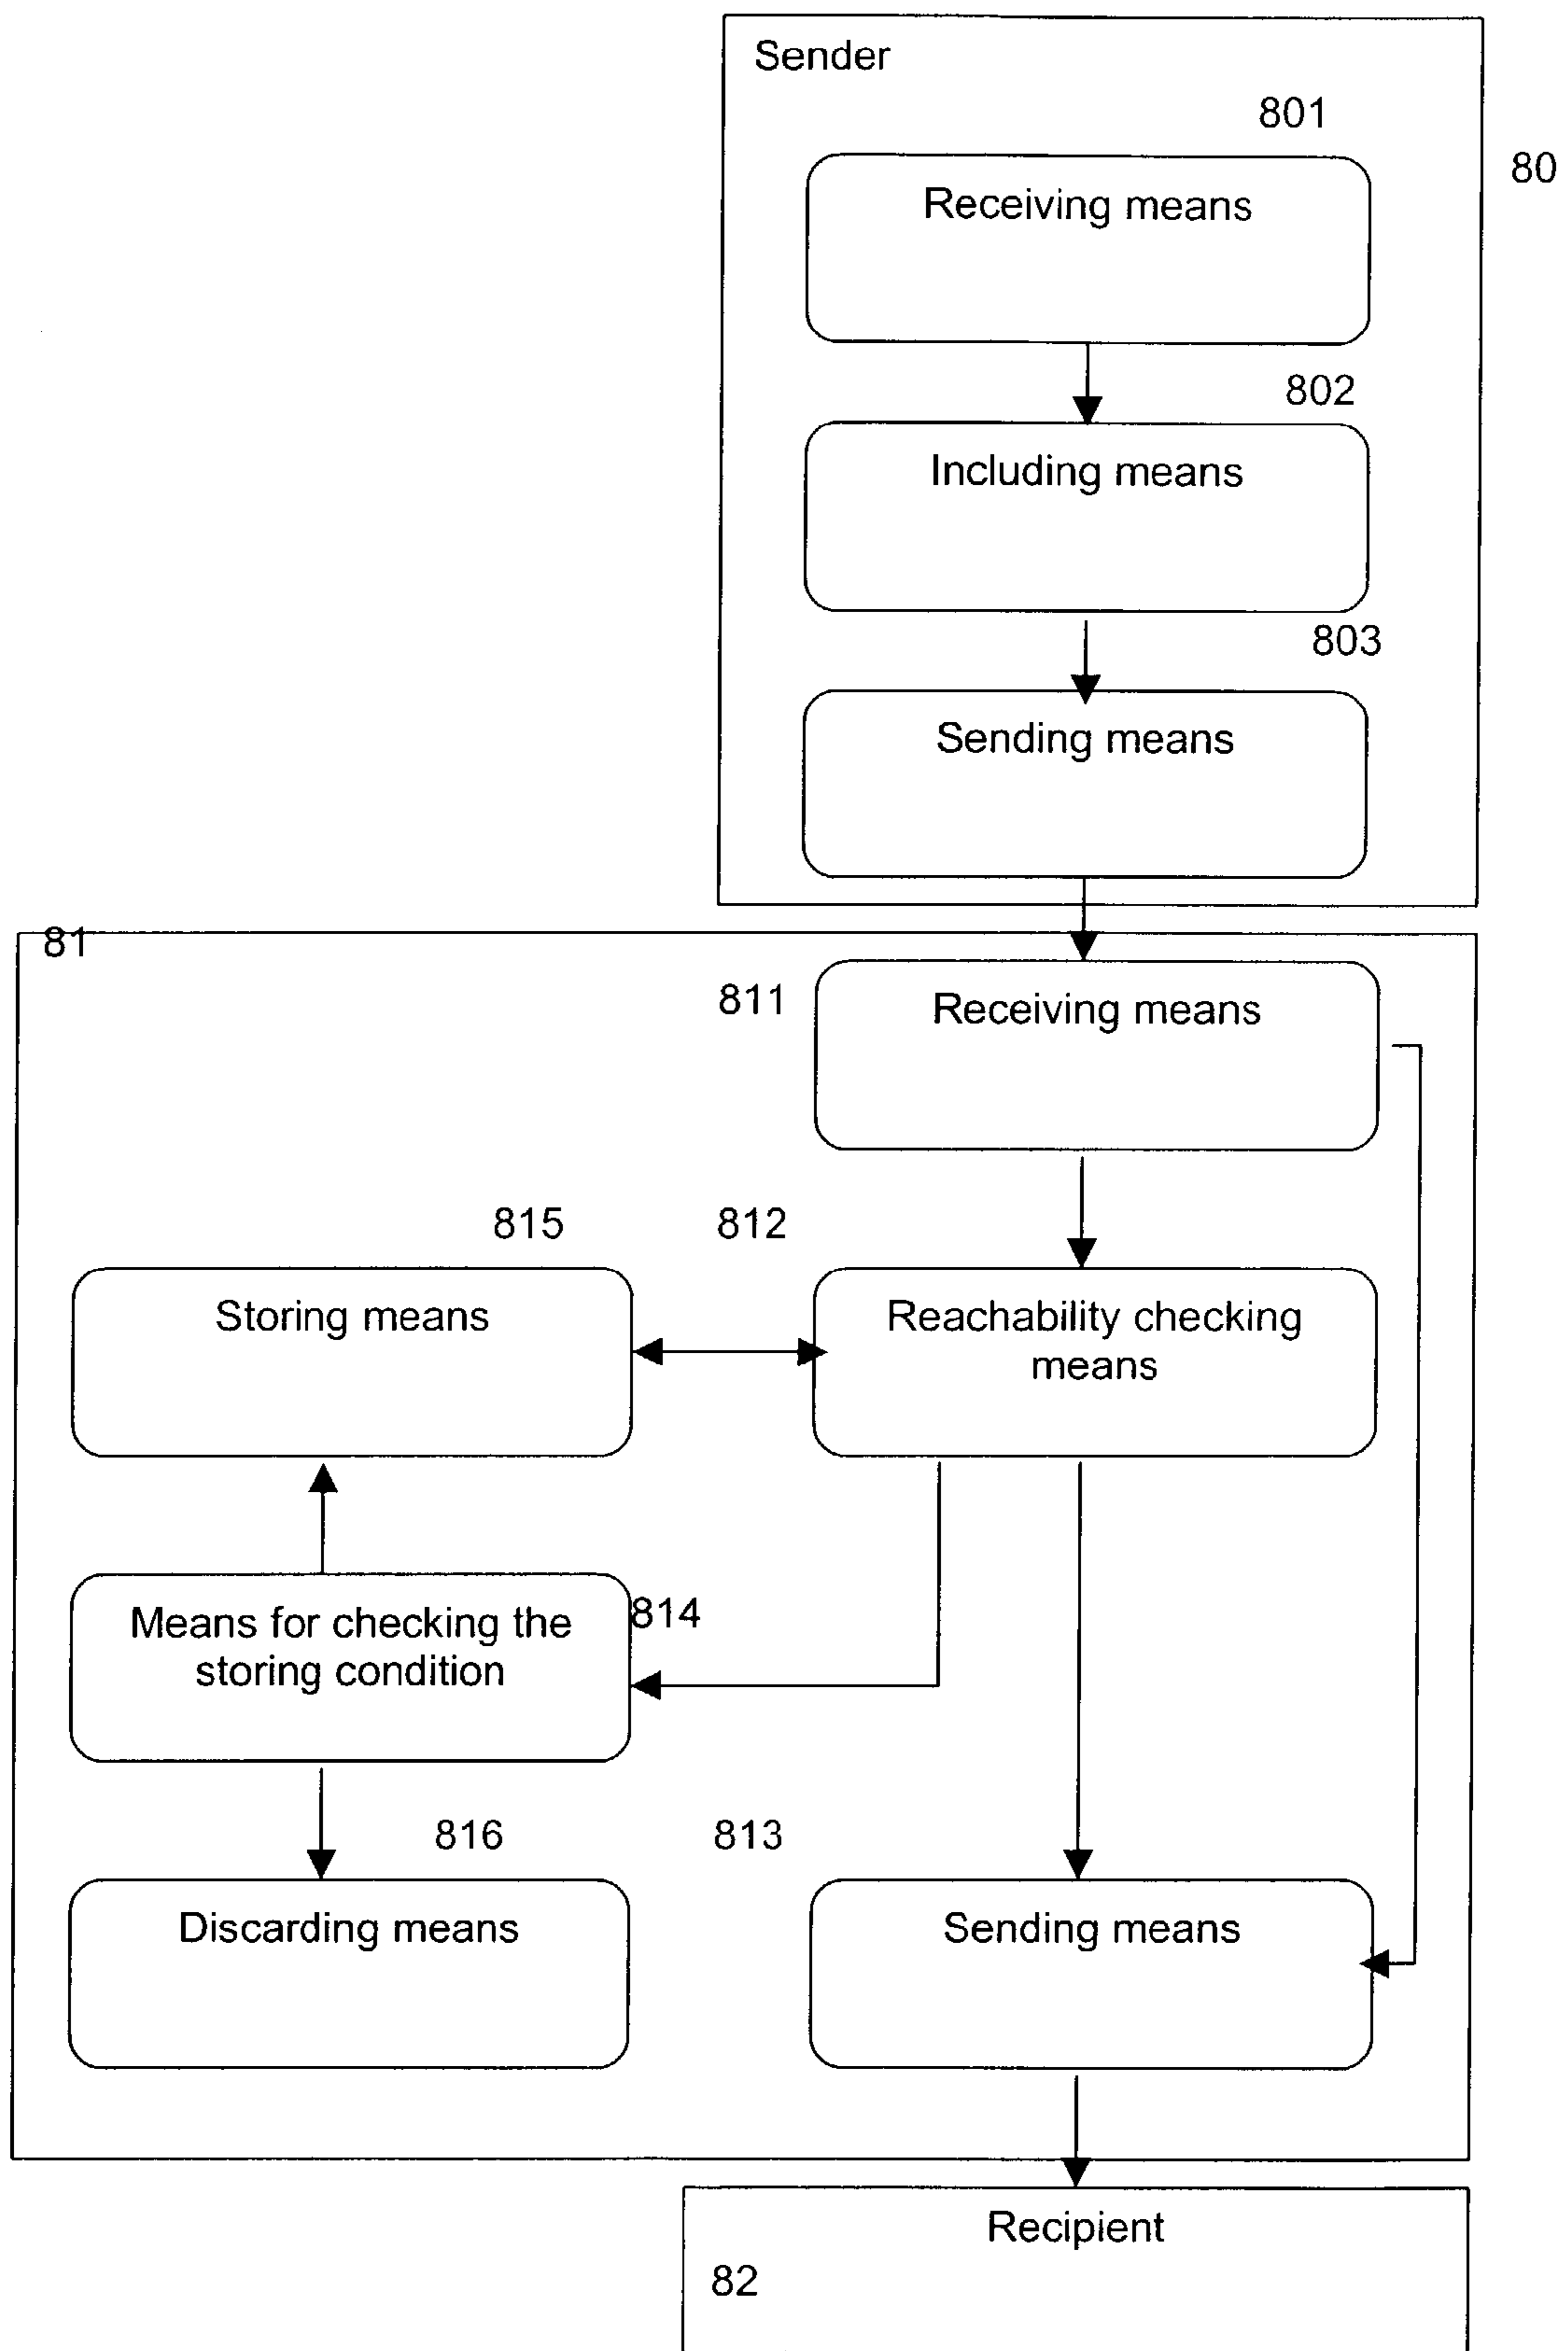 Sender
801
80
Receiving means
802
Including means
803
Sending means
81
811
Receiving means
815
812
Storing means
Reachability checking
means
814
Means for checking the
storing condition
816
813
Discarding means
Sending means
Recipient
82